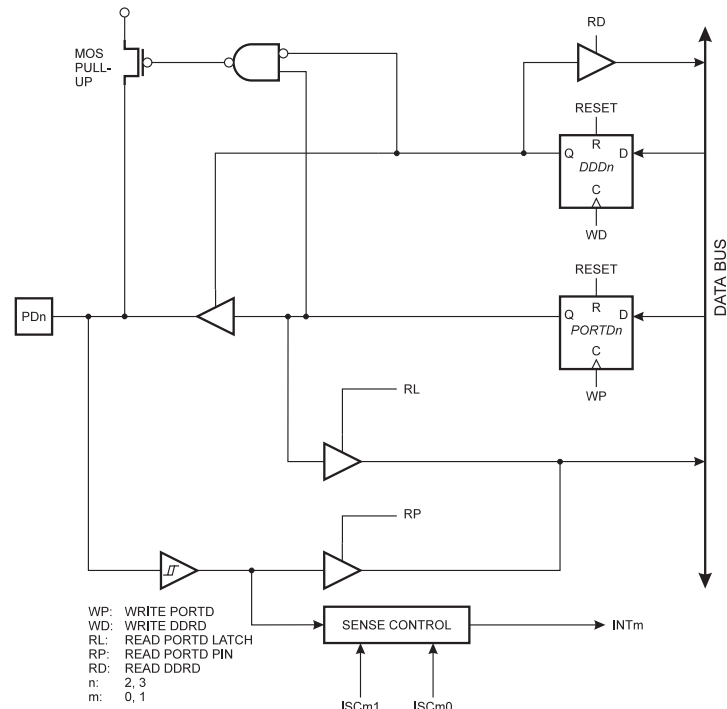 MOS
PULL-
UP
RD
RESET
R
Q
D
DDDn
C
WD
DATA BUS
RESET
PDn
R
Q
D
PORTDn
C
WP
RL
RP
SENSE CONTROL
INTm
ISCm1
ISCm0
WP: WRITE PORTD
WD: WRITE DDRD
RL: READ PORTD LATCH
RP: READ PORTD PIN
RD: READ DDRD
n: 2, 3
m: 0, 1